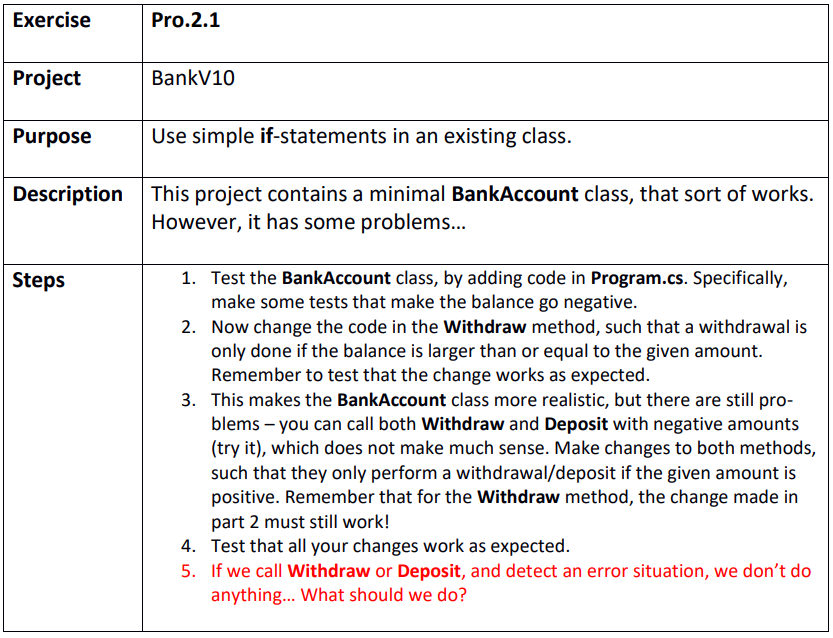 Exercise Pro.2.1
Project BankV10
Purpose Use simple if-statements in an existing class.
Description This project contains a minimal BankAccount class, that sort of works.
However, it has some problems…
Steps 1. Test the BankAccount class, by adding code in Program.cs. Specifically,
make some tests that make the balance go negative.
2. Now change the code in the Withdraw method, such that a withdrawal is
only done if the balance is larger than or equal to the given amount.
Remember to test that the change works as expected.
3. This makes the BankAccount class more realistic, but there are still pro-
blems – you can call both Withdraw and Deposit with negative amounts
(try it), which does not make much sense. Make changes to both methods,
such that they only perform a withdrawal/deposit if the given amount is
positive. Remember that for the Withdraw method, the change made in
part 2 must still work!
4. Test that all your changes work as expected.
5. If we call Withdraw or Deposit, and detect an error situation, we don’t do
anything… What should we do?